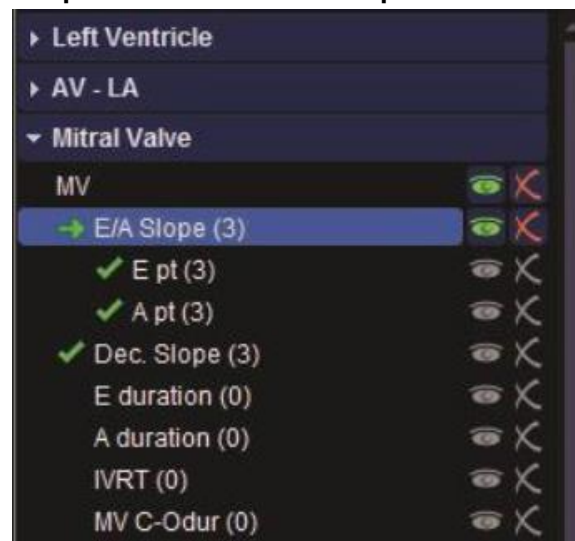 Left Ventricle
AV - LA
Mitral Valve
MV
E/A Slope (3)
E pt (3)
A pt (3)
Dec. Slope (3)
E duration (0)
A duration (0)
IVRT (0)
MV C-Odur (0)